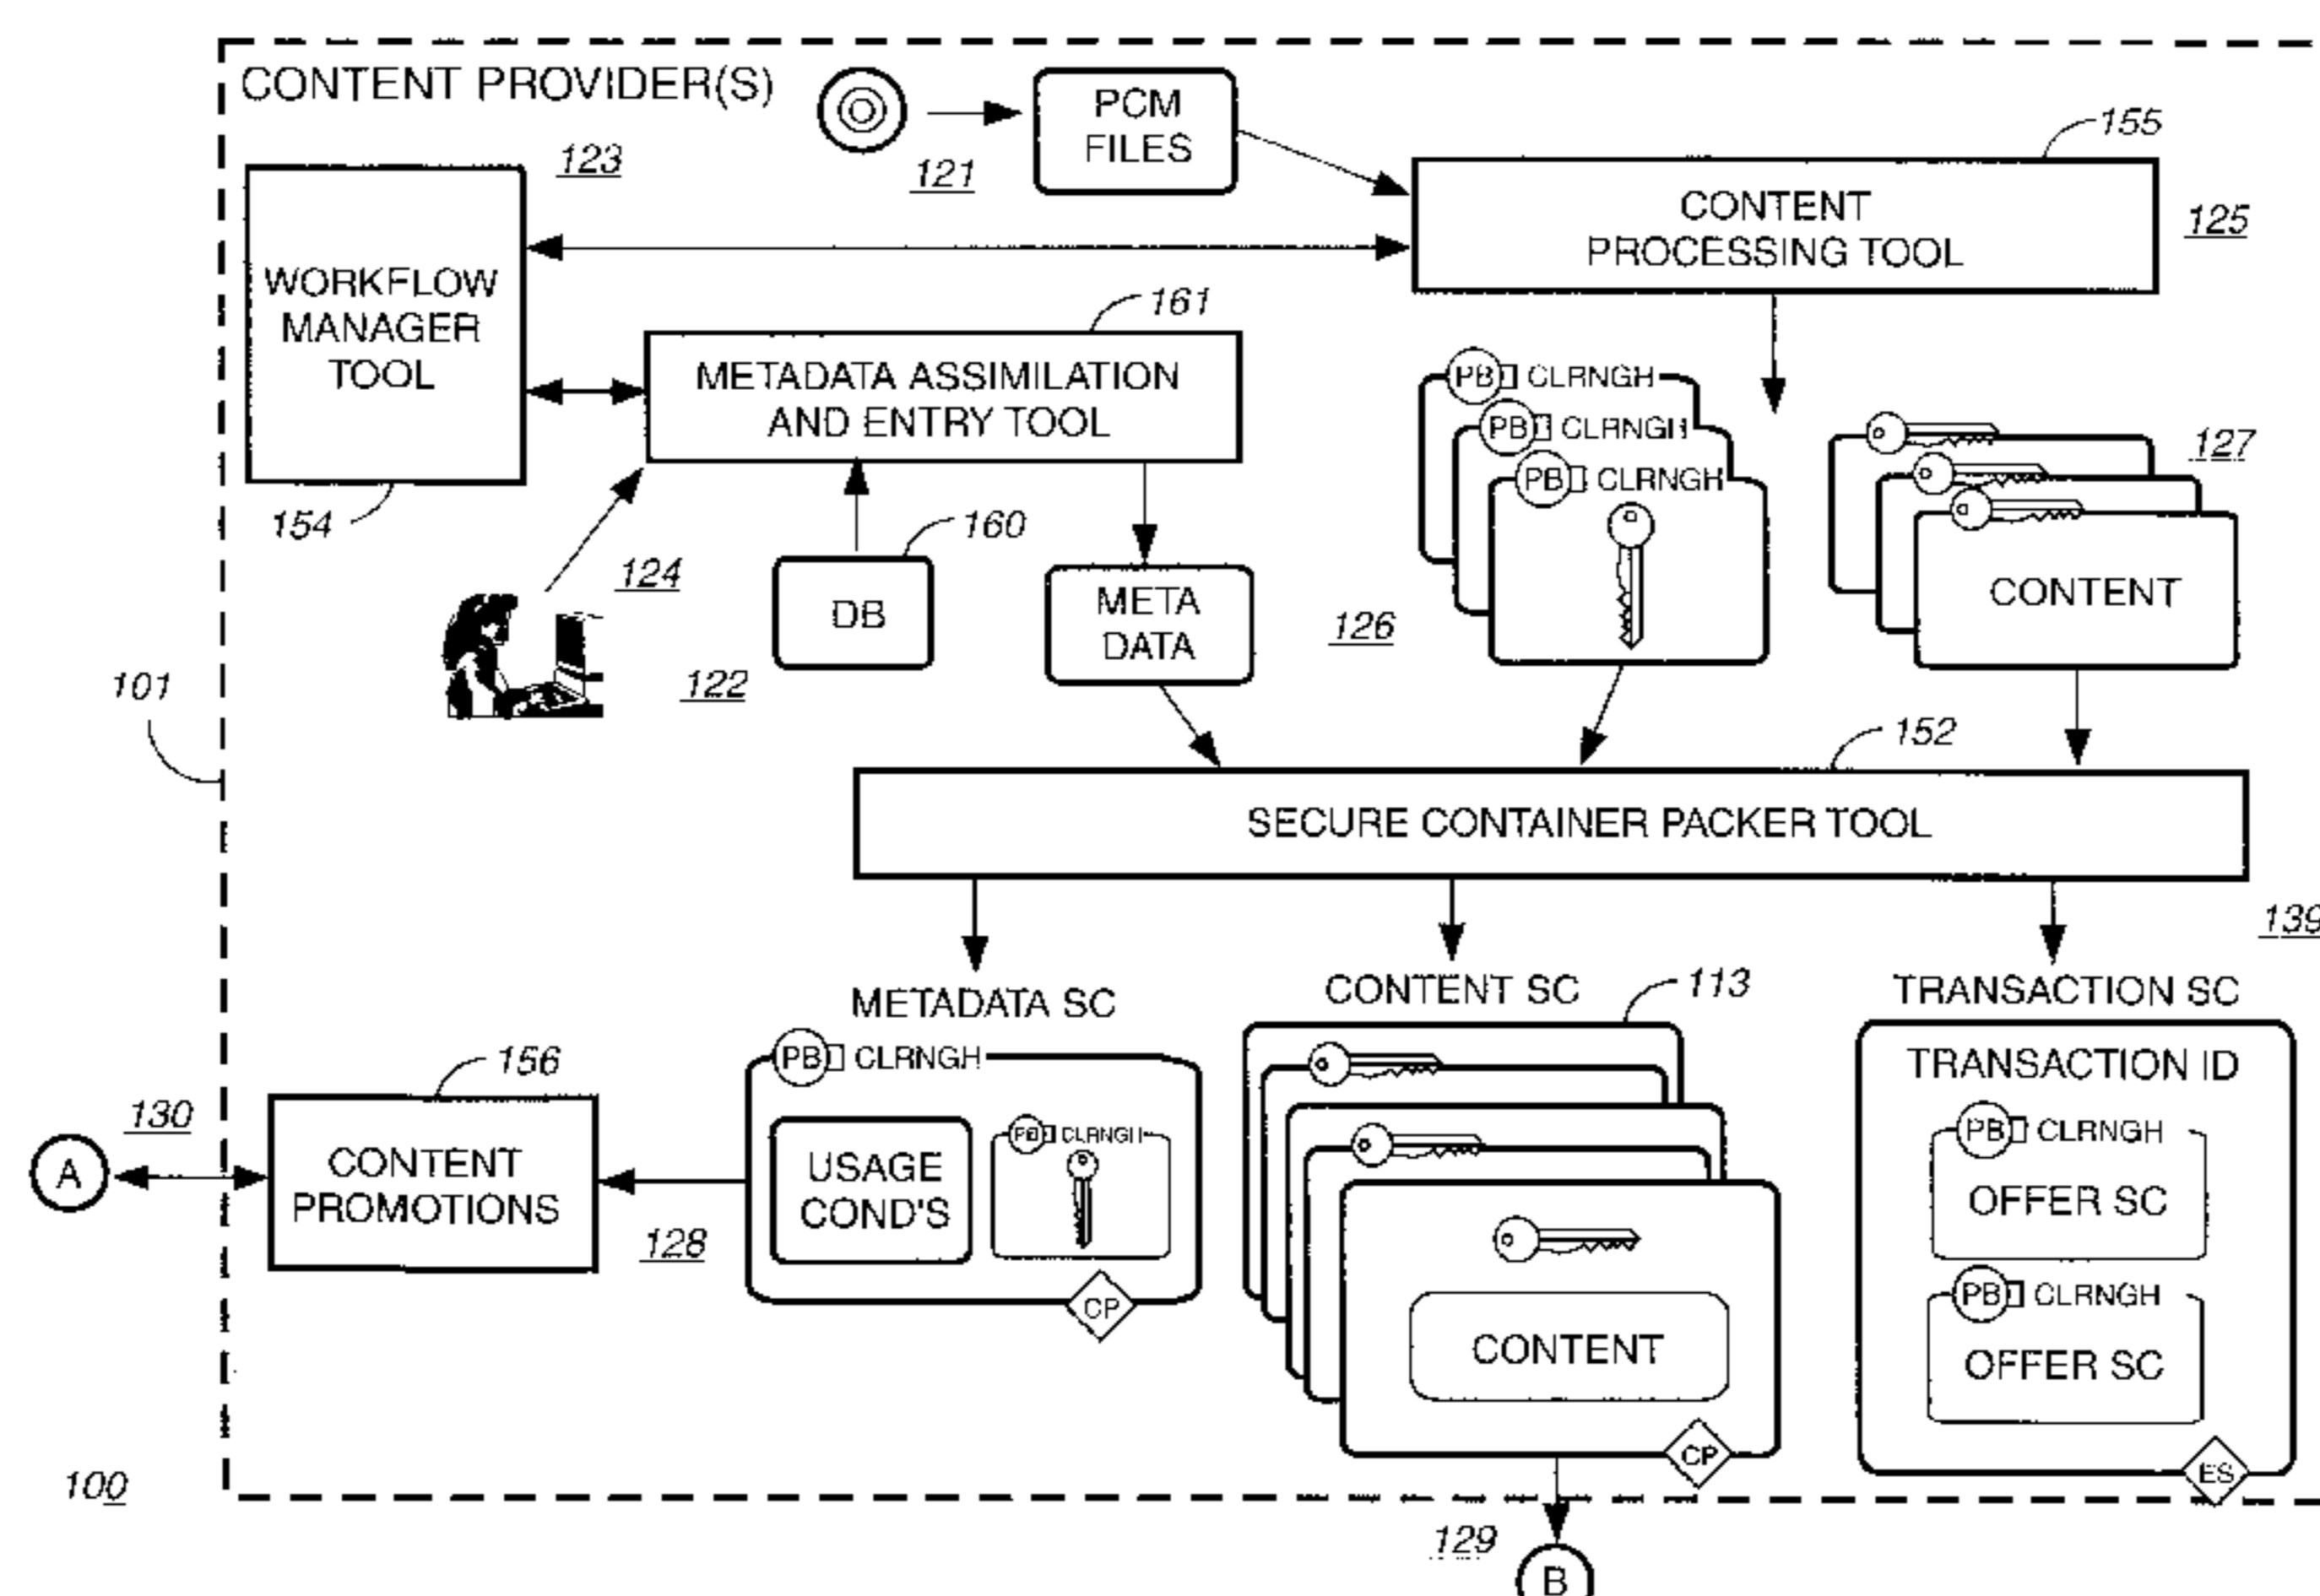 CONTENT PROVIDER(S)
PCM
FILES
121
123
155
CONTENT
PROCESSING TOOL
125
WORKFLOW
MANAGER
TOOL
154
161
METADATA ASSIMILATION
AND ENTRY TOOL
PB CLRNGH
PB CLRNGH
PB CLRNGH
127
CONTENT
160
124
DB
META
DATA
126
122
101
152
SECURE CONTAINER PACKER TOOL
139
METADATA SC
CONTENT SC
113
TRANSACTION SC
PB CLRNGH
USAGE
COND'S
PB CLRNGH
CP
156
CONTENT
PROMOTIONS
130
A
128
CONTENT
CP
TRANSACTION ID
PB CLRNGH
OFFER SC
PB CLRNGH
OFFER SC
ES
100
129
B